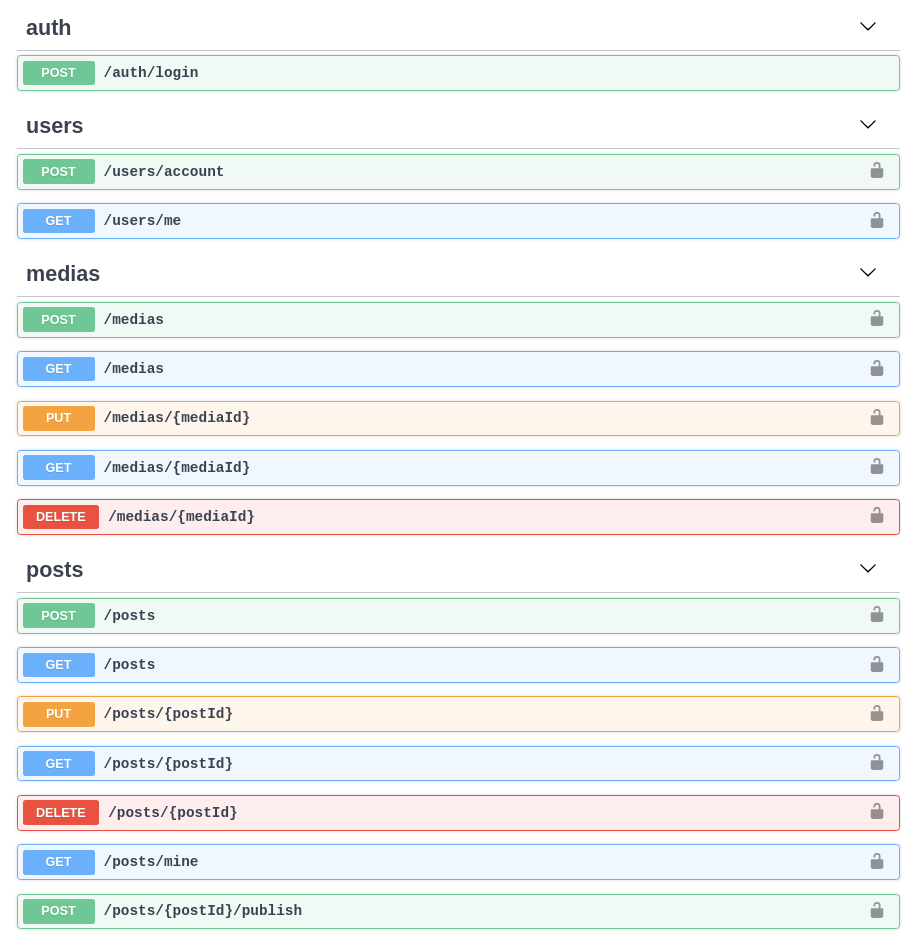 auth
POST /auth/login
users
POST /users/account
GET /users/me
medias
POST /medias
GET /medias
PUT /medias/{mediaId}
GET /medias/{mediaId}
DELETE /medias/{mediaId}
posts
POST /posts
GET /posts
PUT /posts/{postId}
GET /posts/{postId}
DELETE /posts/{postId}
GET /posts/mine
POST /posts/{postId}/publish